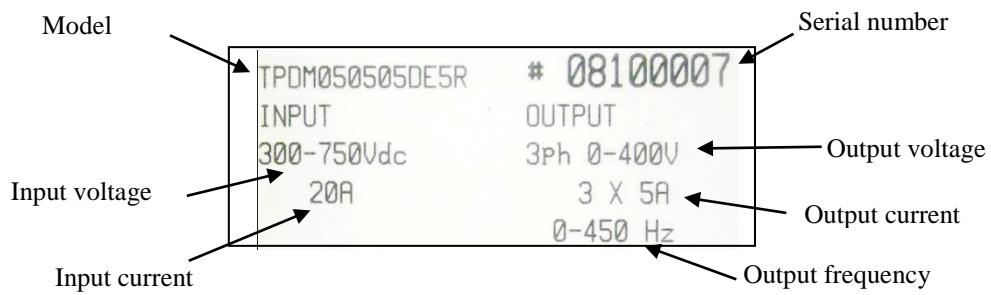 Model
Serial number
TPDM050505DE5R # 08100007
INPUT OUTPUT
300-750Vdc 3Ph 0-400V
Output voltage
Input voltage
20A 3 X 5A
Output current
0-450 Hz
Input current
Output frequency